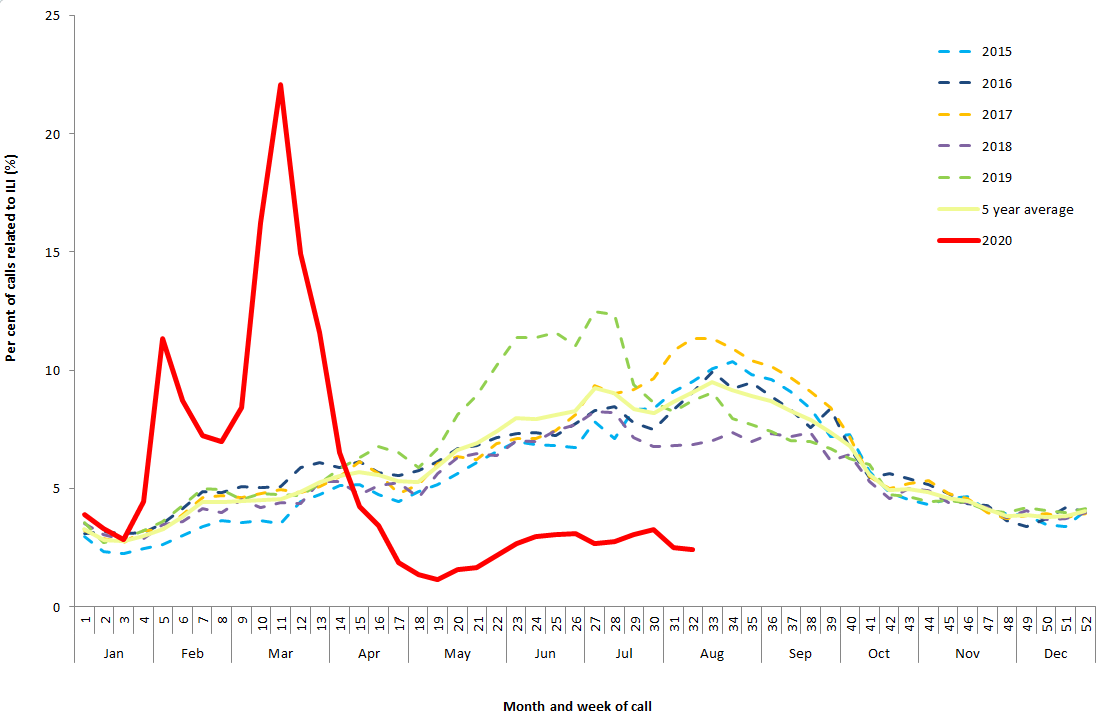 25
20
15
10
5
0
Per cent of calls related to ILI (%)
2015
2016
2017
2018
2019
5 year average
2020
1 2 3 4 5 6 7 8 9 10 11 12 13 14 15 16 17 18 19 20 21 22 23 24 25 26 27 28 29 30 31 32 33 34 35 36 37 38 39 40 41 42 43 44 45 46 47 48 49 50 51 52
Jan Feb Mar Apr May Jun Jul Aug Sep Oct Nov Dec
Month and week of call